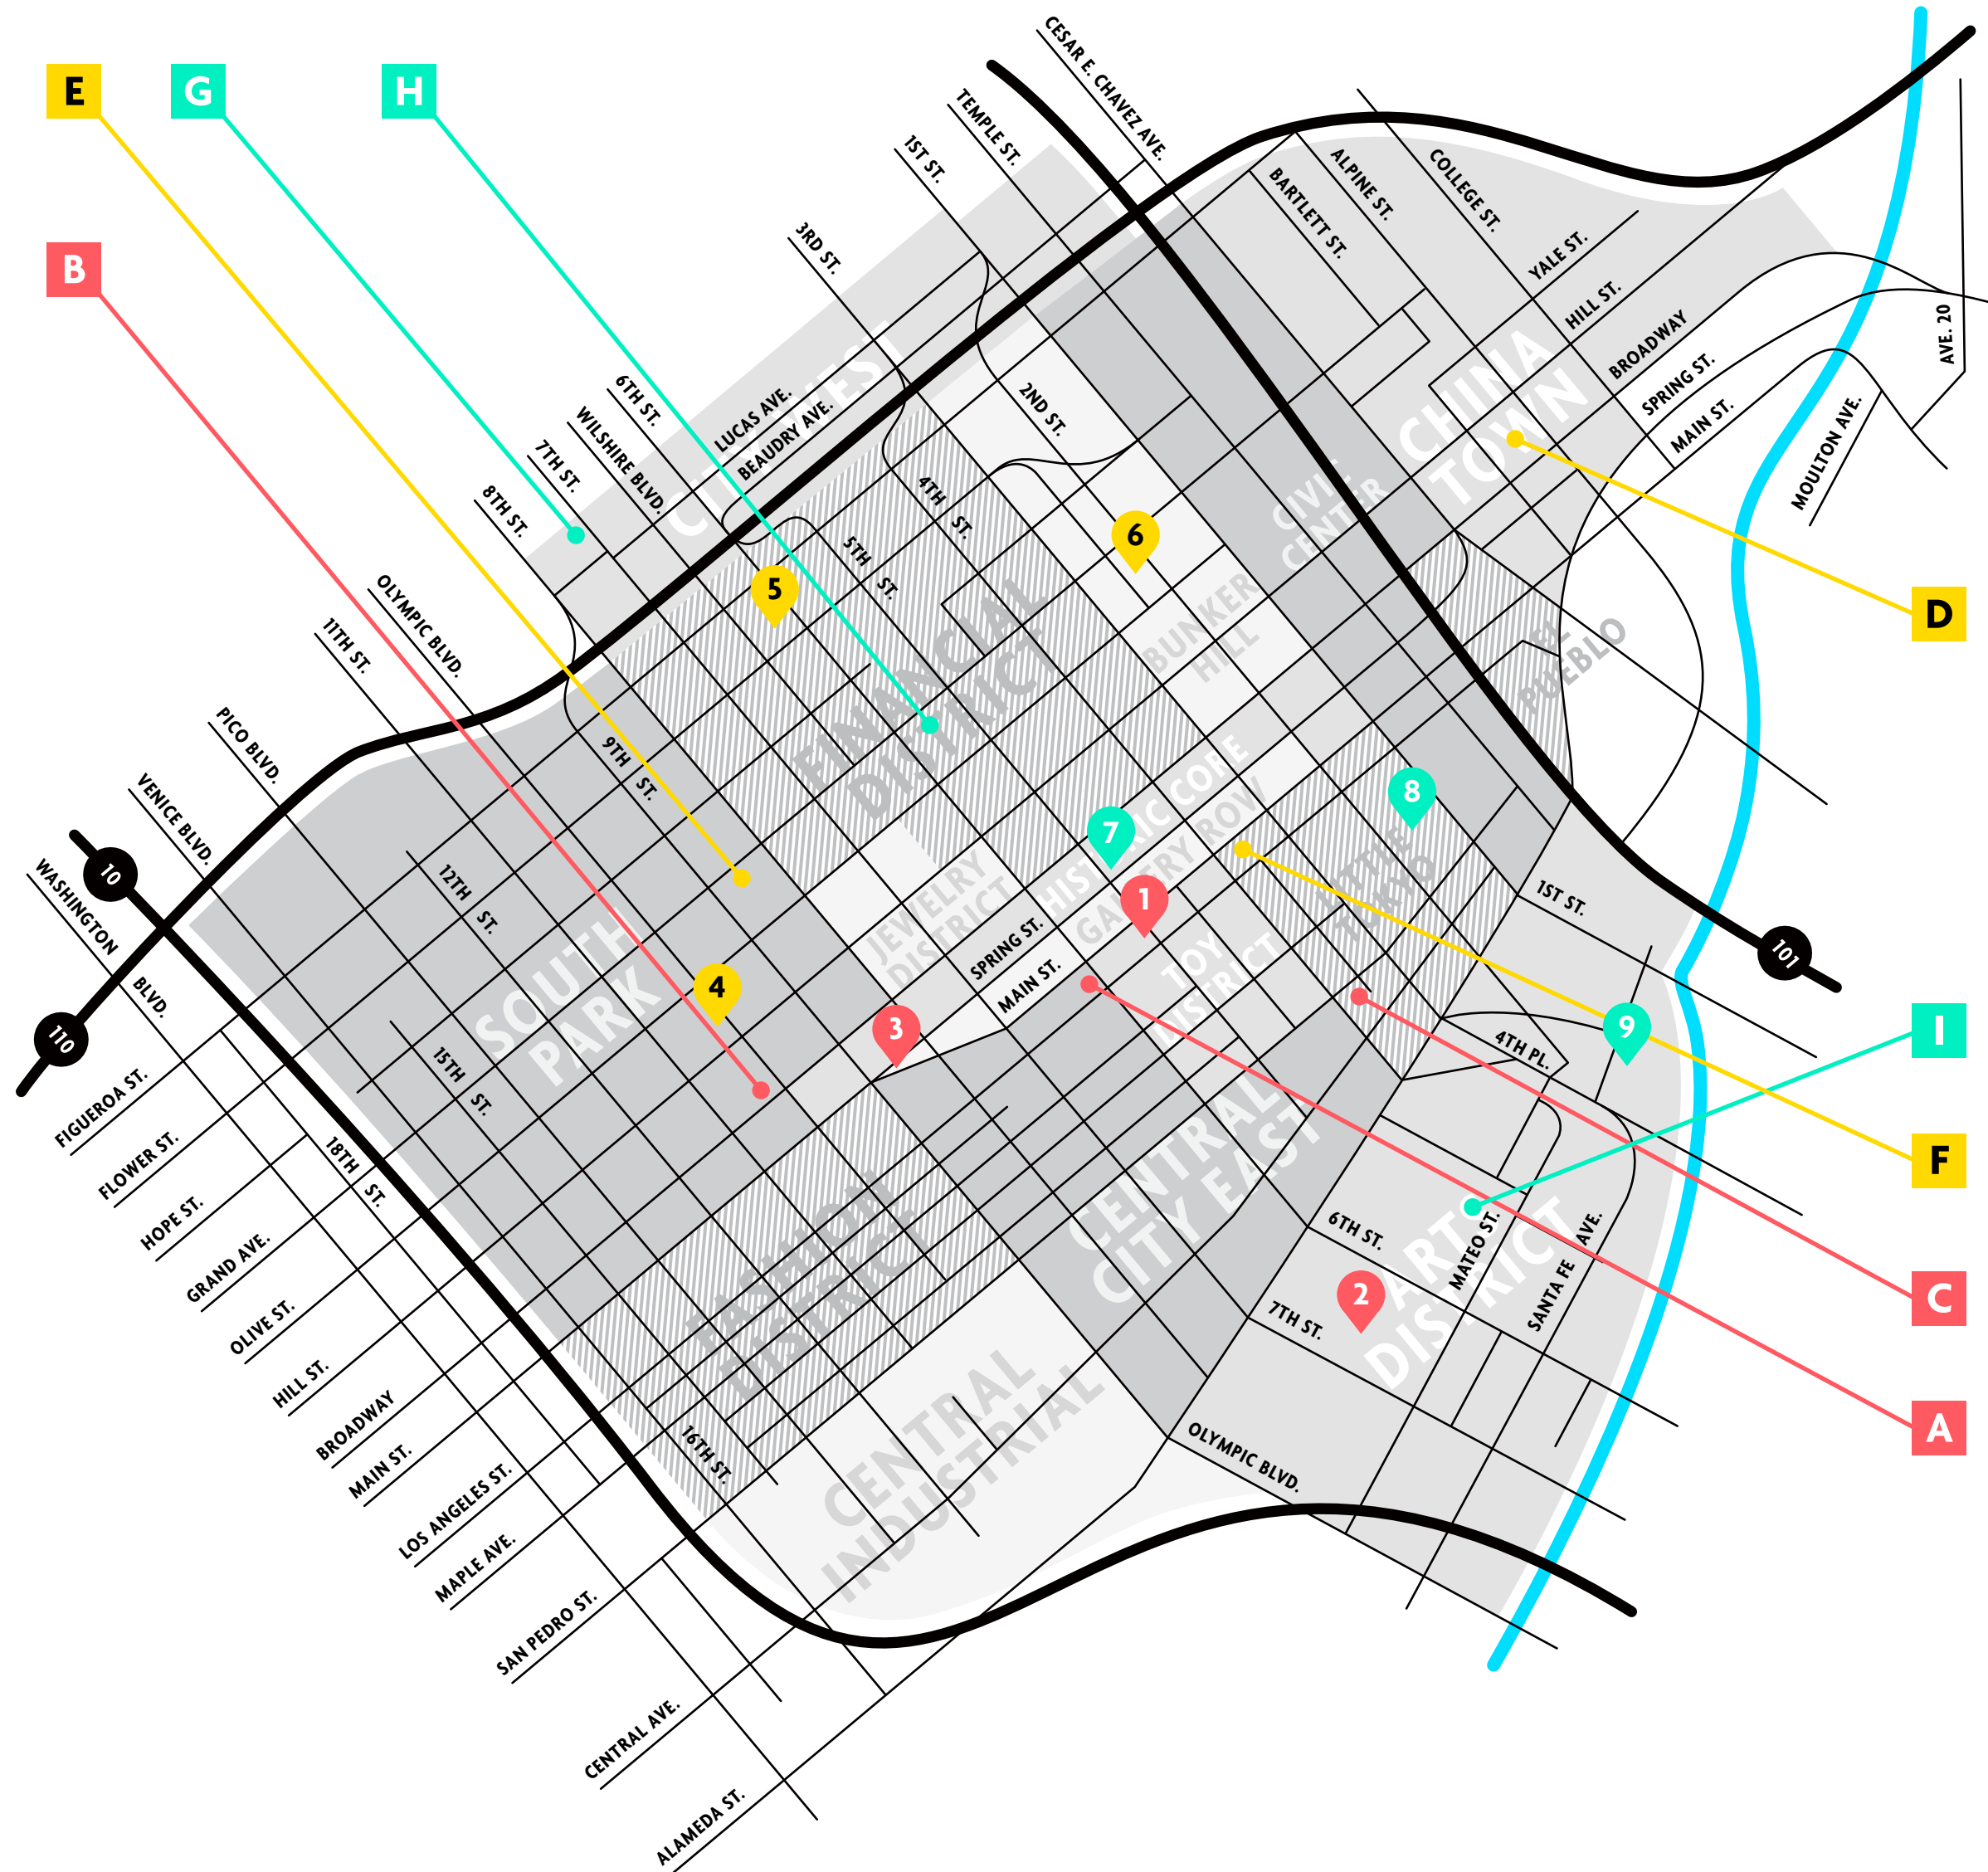 E
G
H
B
CESAR E. CHAVEZ AVE.
TEMPLE ST.
1ST ST.
3RD ST.
BARTLETT ST.
ALPINE ST.
COLLEGE ST.
YALE ST.
HILL ST.
BROADWAY
SPRING ST.
MAIN ST.
AVE. 20
MOULTON AVE.
CHINA
TOWN
6TH ST.
WILSHIRE BLVD.
7TH ST.
8TH ST.
LUCAS AVE.
BEAUDRY AVE.
CITY WEST
2ND ST.
4TH ST.
5TH ST.
CIVIC
CENTER
6
5
D
BUNKER
HILL
EL
PUEBLO
OLYMPIC BLVD.
11TH ST.
PICO BLVD.
VENICE BLVD.
WASHINGTON BLVD.
9TH ST.
FINANCIAL
DISTRICT
HISTORIC CORE
GALLERY ROW
7
8
LITTLE
TOKYO
1
10
110
101
12TH ST.
15TH ST.
SOUTH
PARK
JEWELRY
DISTRICT
SPRING ST.
MAIN ST.
TOY
DISTRICT
1ST ST.
4TH PL.
9
I
4
3
F
FIGUEROA ST.
FLOWER ST.
HOPE ST.
GRAND AVE.
OLIVE ST.
HILL ST.
BROADWAY
MAIN ST.
LOS ANGELES ST.
MAPLE AVE.
SAN PEDRO ST.
CENTRAL AVE.
ALAMEDA ST.
18TH ST.
16TH ST.
FASHION
DISTRICT
CENTRAL
CITY EAST
6TH ST.
7TH ST.
MATEO ST.
SANTA FE AVE.
ARTS
DISTRICT
2
C
A
OLYMPIC BLVD.
CENTRAL
INDUSTRIAL